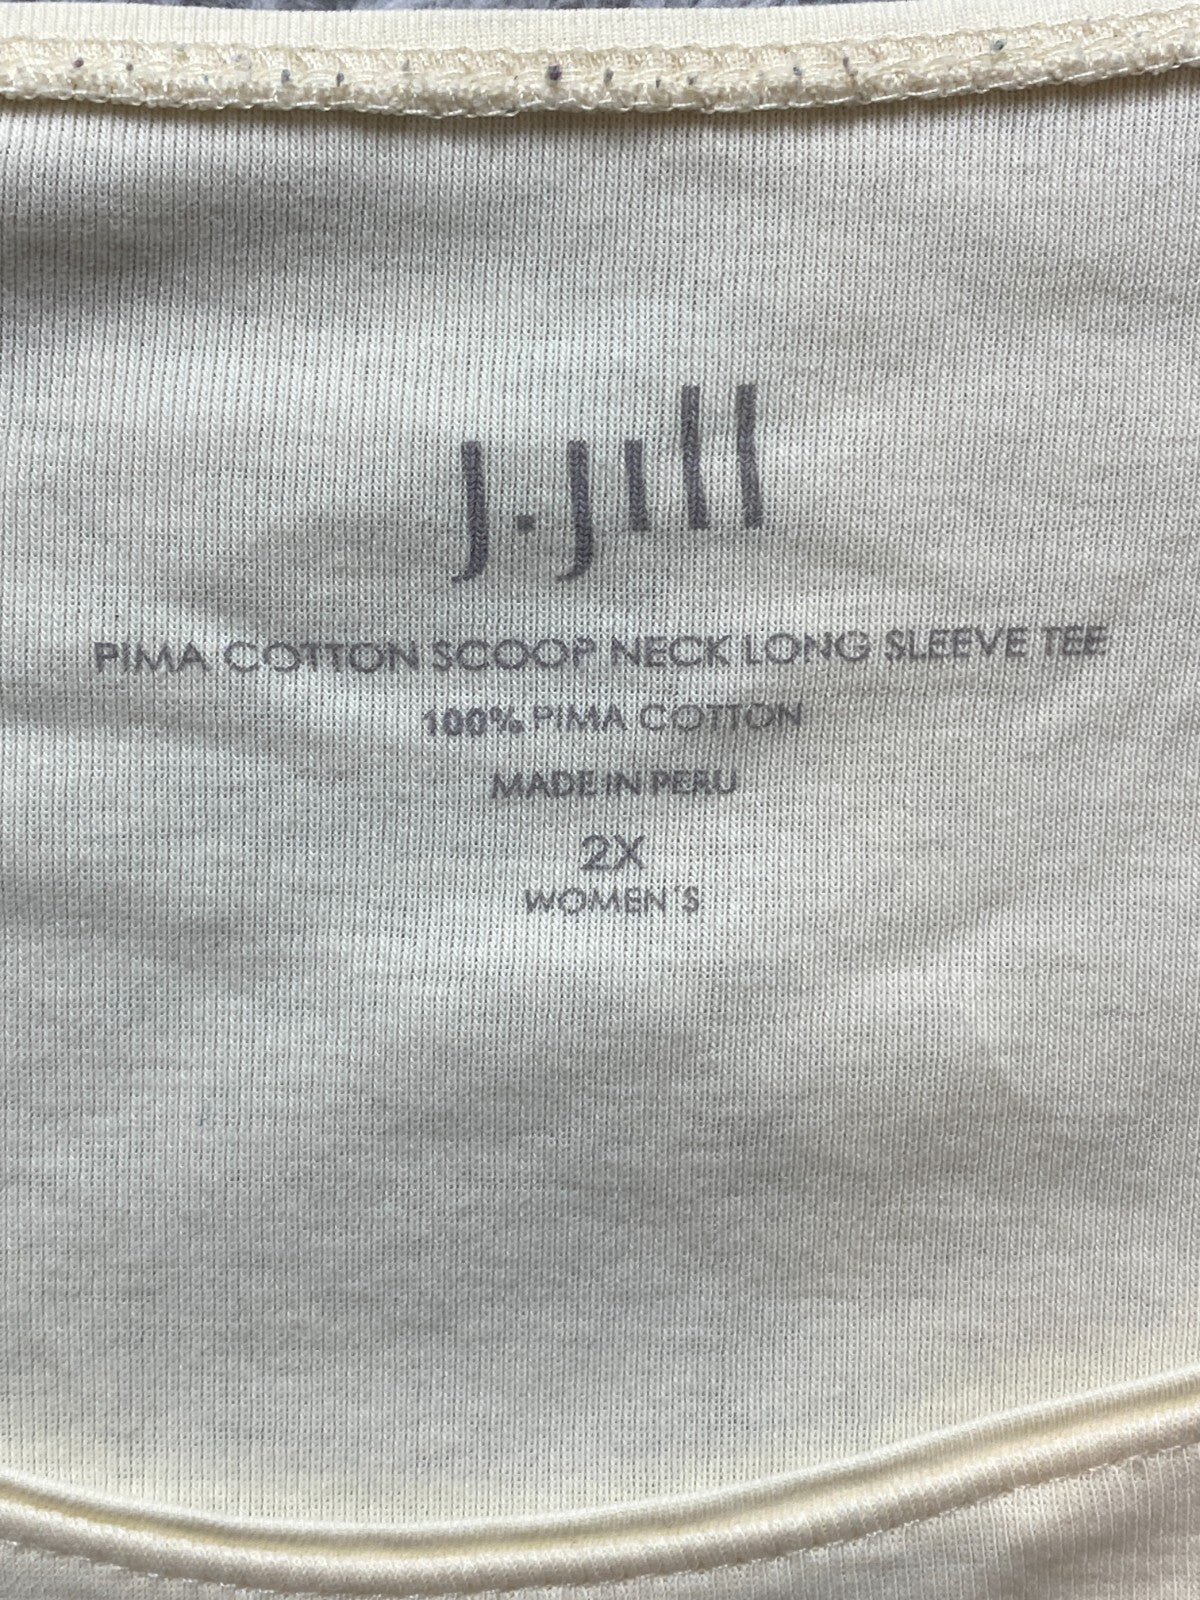 J.Jill
PIMA COTTON SCOOP NECK LONG SLEEVE TEE
100% PIMA COTTON
MADE IN PERU
2X
WOMEN'S